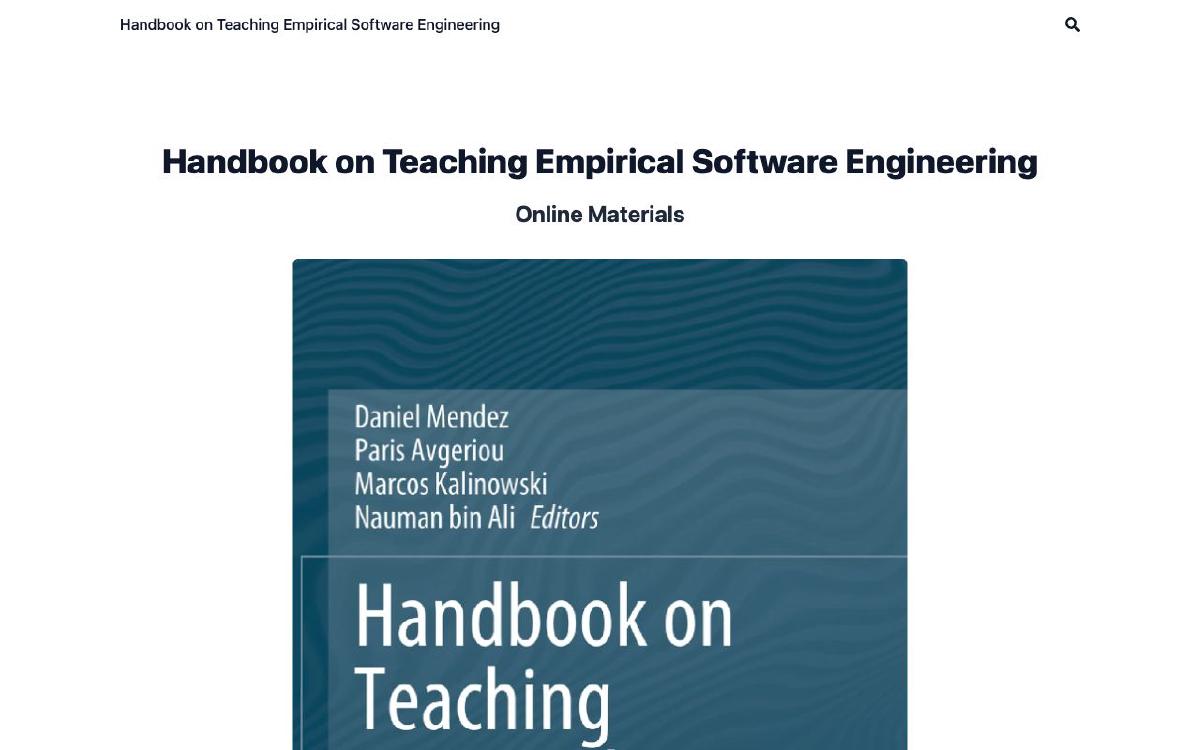 Handbook on Teaching Empirical Software Engineering
Handbook on Teaching Empirical Software Engineering
Online Materials
Daniel Mendez
Paris Avgeriou
Marcos Kalinowski
Nauman bin Ali Editors
Handbook on
Teaching